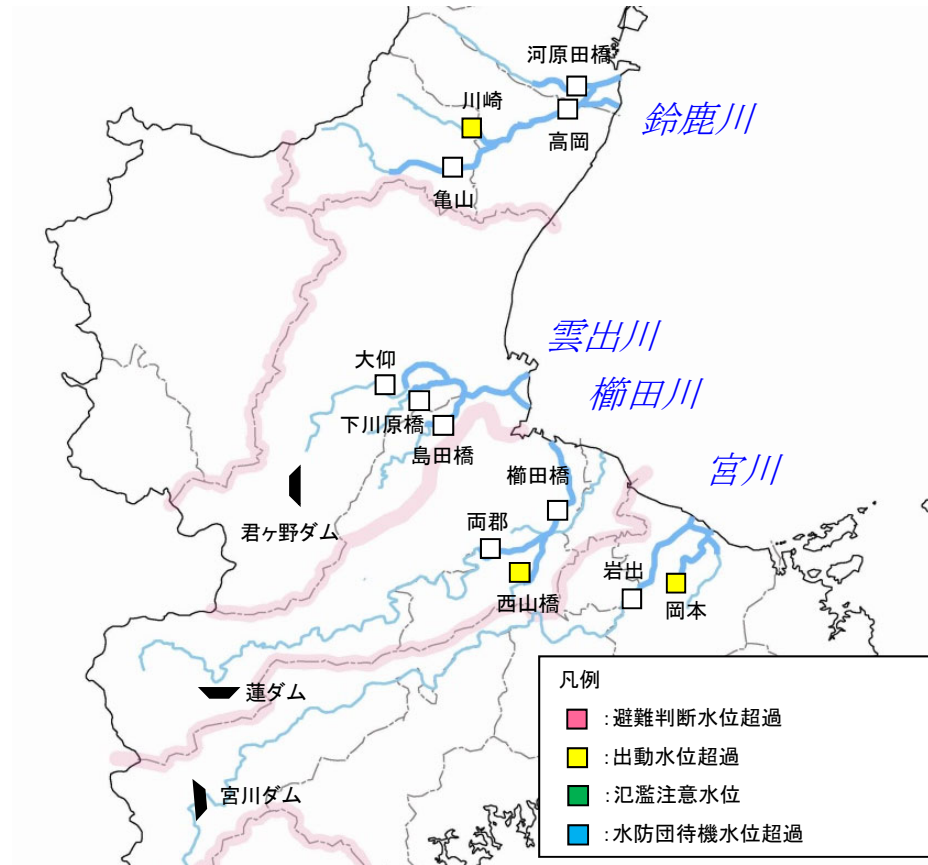 河原田橋
川崎
鈴鹿川
高岡
亀山
雲出川
大仰
櫛田川
下川原橋
島田橋
宮川
櫛田橋
君ヶ野ダム
両郡
岩出
西山橋
岡本
凡例
蓮ダム
:避難判断水位超過
:出動水位超過
宮川ダム
:氾濫注意水位
:水防団待機水位超過